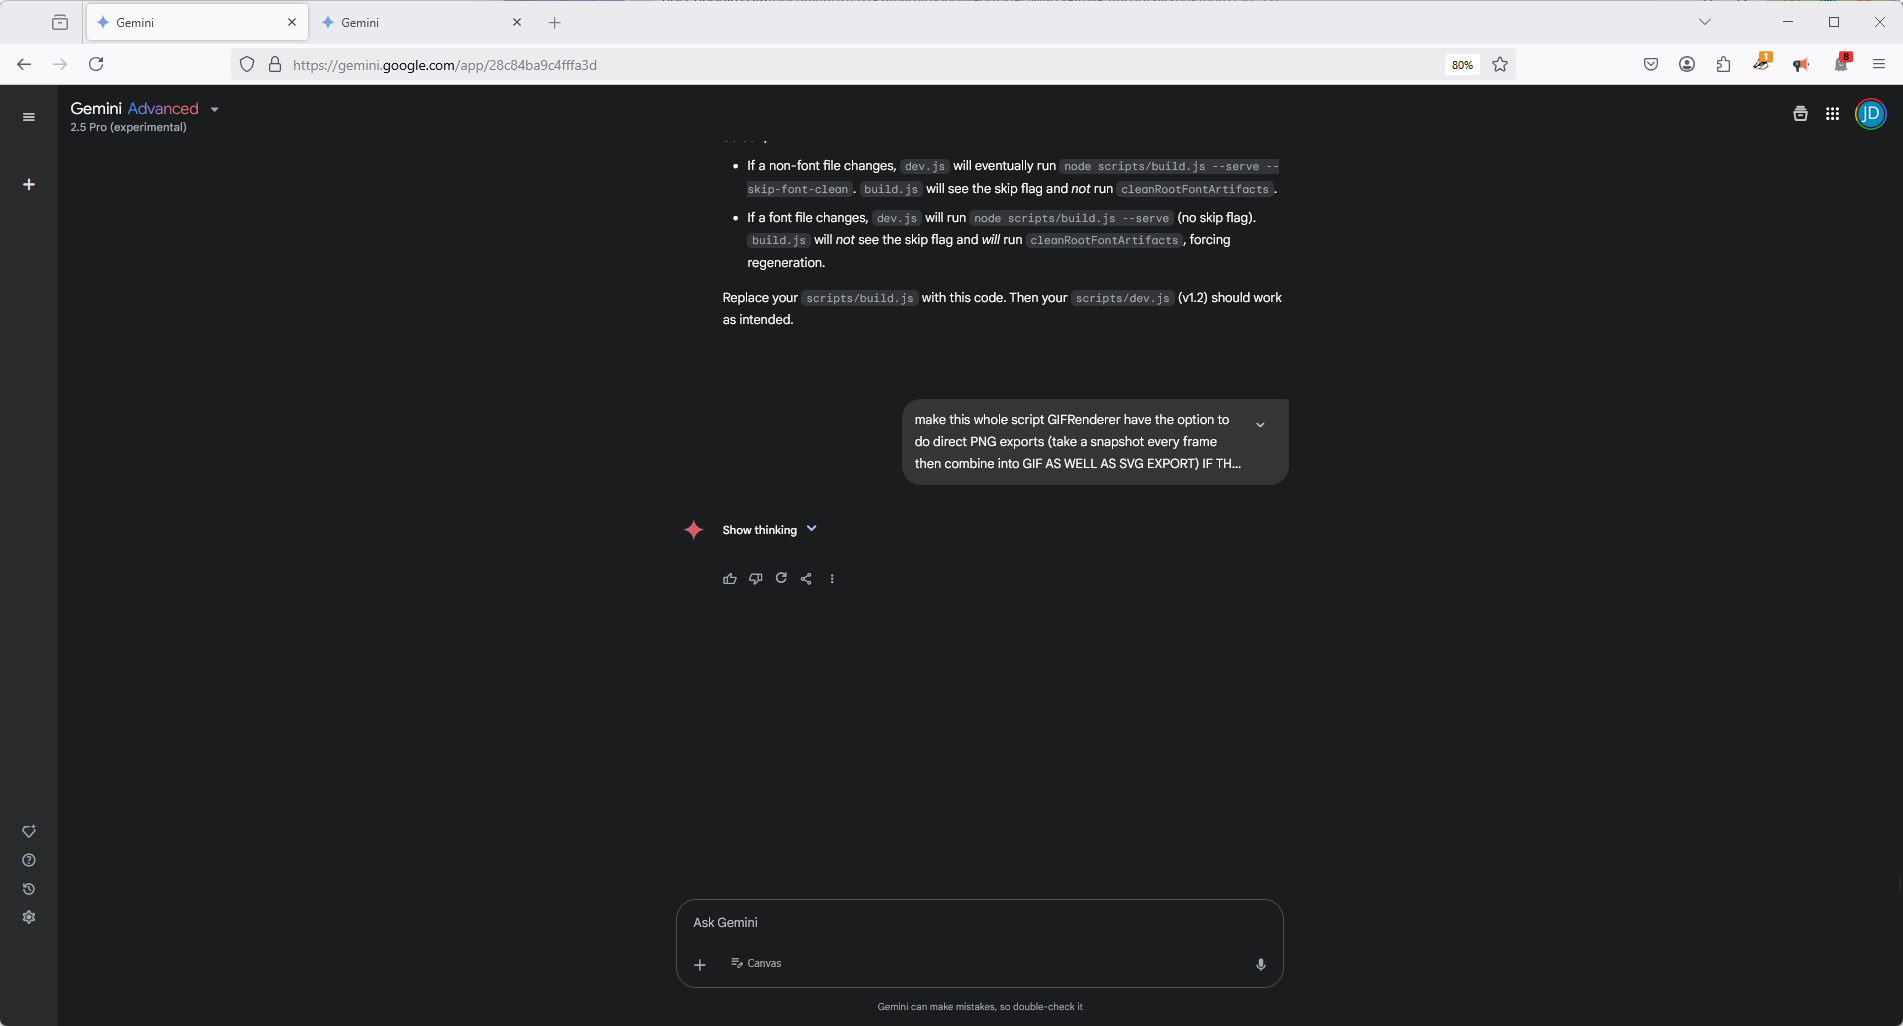 Gemini
Gemini
https://gemini.google.com/app/28c84ba9c4fffa3d
80%
1
8
Gemini Advanced
2.5 Pro (experimental)
JD
If a non-font file changes, dev.js will eventually run node scripts/build.js --serve --
skip-font-clean. build.js will see the skip flag and not run cleanRootFontArtifacts.
If a font file changes, dev.js will run node scripts/build.js --serve (no skip flag).
build.js will not see the skip flag and will run cleanRootFontArtifacts, forcing
regeneration.
Replace your scripts/build.js with this code. Then your scripts/dev.js (v1.2) should work
as intended.
make this whole script GIFRenderer have the option to
do direct PNG exports (take a snapshot every frame
then combine into GIF AS WELL AS SVG EXPORT) IF TH...
Show thinking
Ask Gemini
Canvas
Gemini can make mistakes, so double-check it